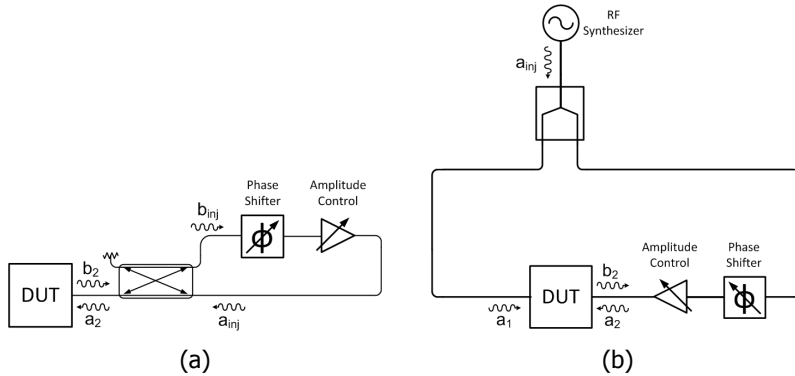 RF
Synthesizer
a_inj
Phase
Shifter
Amplitude
Control
b_inj
ϕ
DUT
b_2
a_2
a_inj
(a)
Amplitude
Control
Phase
Shifter
DUT
b_2
ϕ
a_1
a_2
(b)